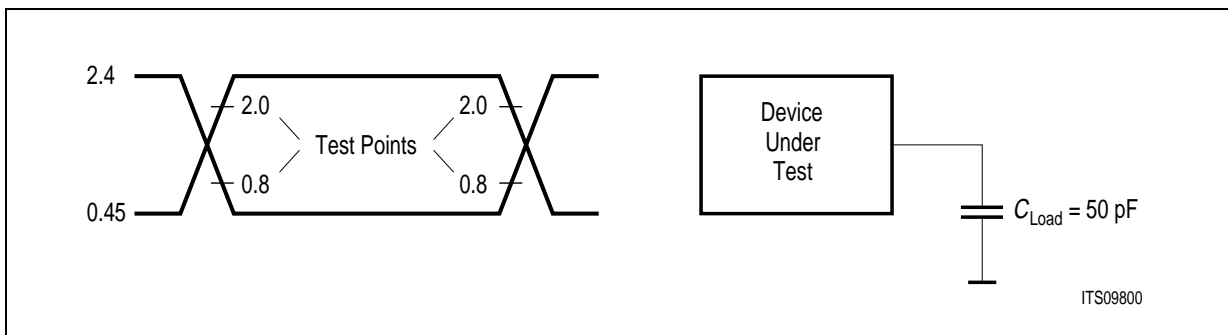 2.4
0.45
2.0
0.8
Test Points
2.0
0.8
Device
Under
Test
C Load = 50 pF
ITS09800